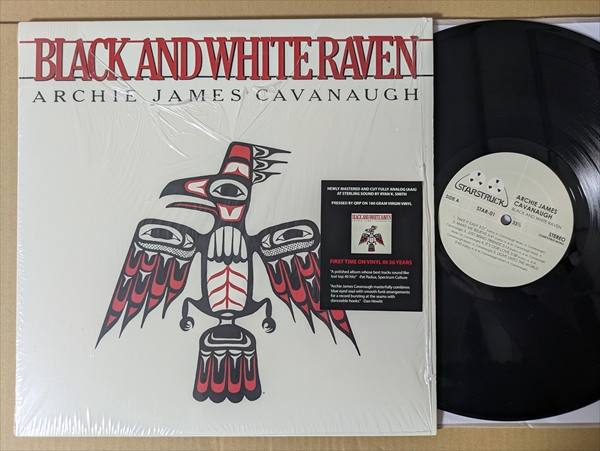 BLACK AND WHITE RAVEN
ARCHIE JAMES CAVANAUGH
NEWLY MASTERED AND CUT FULLY ANALOG (AAA)
AT STERLING SOUND BY RYAN K. SMITH
PRESSED BY QRP ON 180 GRAM VIRGIN VINYL
BLACK AND WHITE RAVEN
FIRST TIME ON VINYL IN 36 YEARS
"A polished album whose best tracks sound like
lost top 40 hits" -Pat Padua, Spectrum Culture
"Archie James Cavanaugh masterfully combines
blue eyed soul with smooth funk arrangements
for a record bursting at the seams with
danceable hooks." -Dan Hewitt
STARSTRUCK
ARCHIE JAMES
CAVANAUGH
BLACK AND WHITE RAVEN
SIDE A
STAR-01
33⅓
STEREO